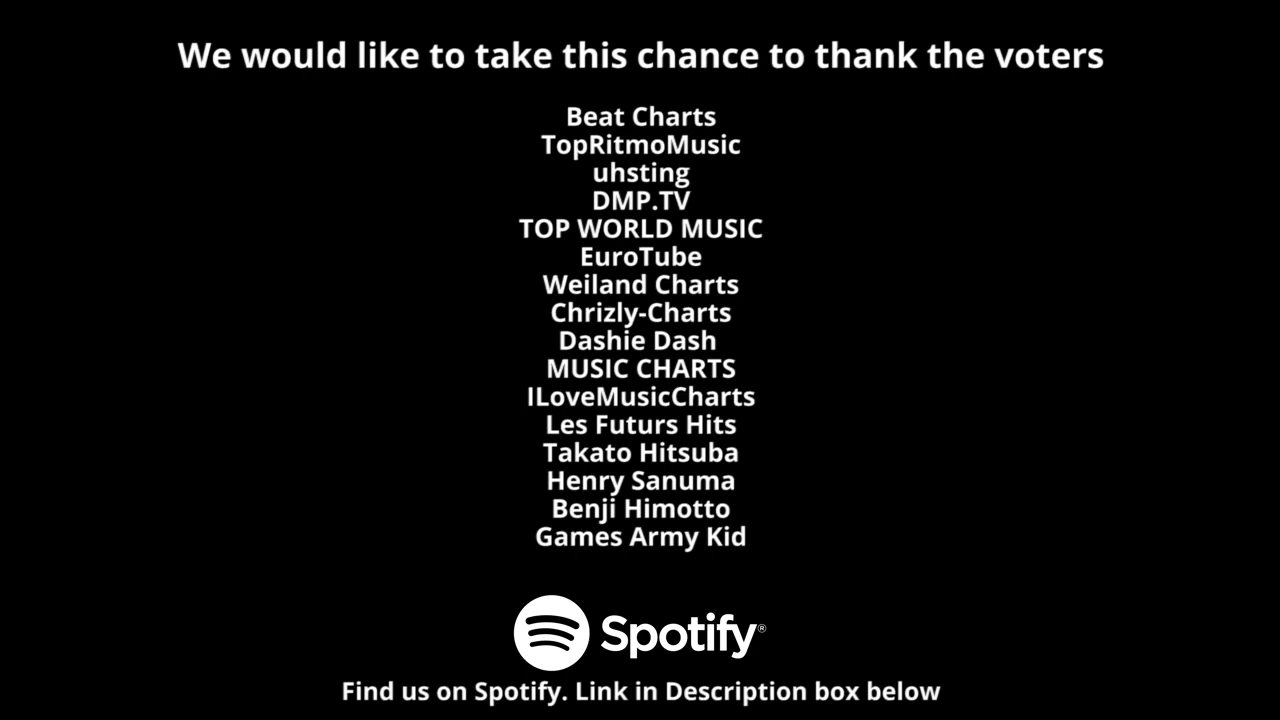 We would like to take this chance to thank the voters
Beat Charts
TopRitmoMusic
uhsting
DMP.TV
TOP WORLD MUSIC
EuroTube
Weiland Charts
Chrizly-Charts
Dashie Dash
MUSIC CHARTS
ILoveMusicCharts
Les Futurs Hits
Takato Hitsuba
Henry Sanuma
Benji Himotto
Games Army Kid
Spotify®
Find us on Spotify. Link in Description box below